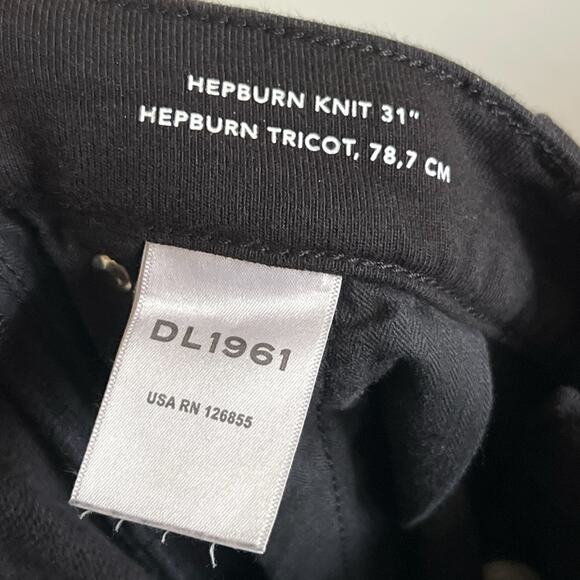 HEPBURN KNIT 31"
HEPBURN TRICOT, 78,7 CM
DL1961
USA RN 126855